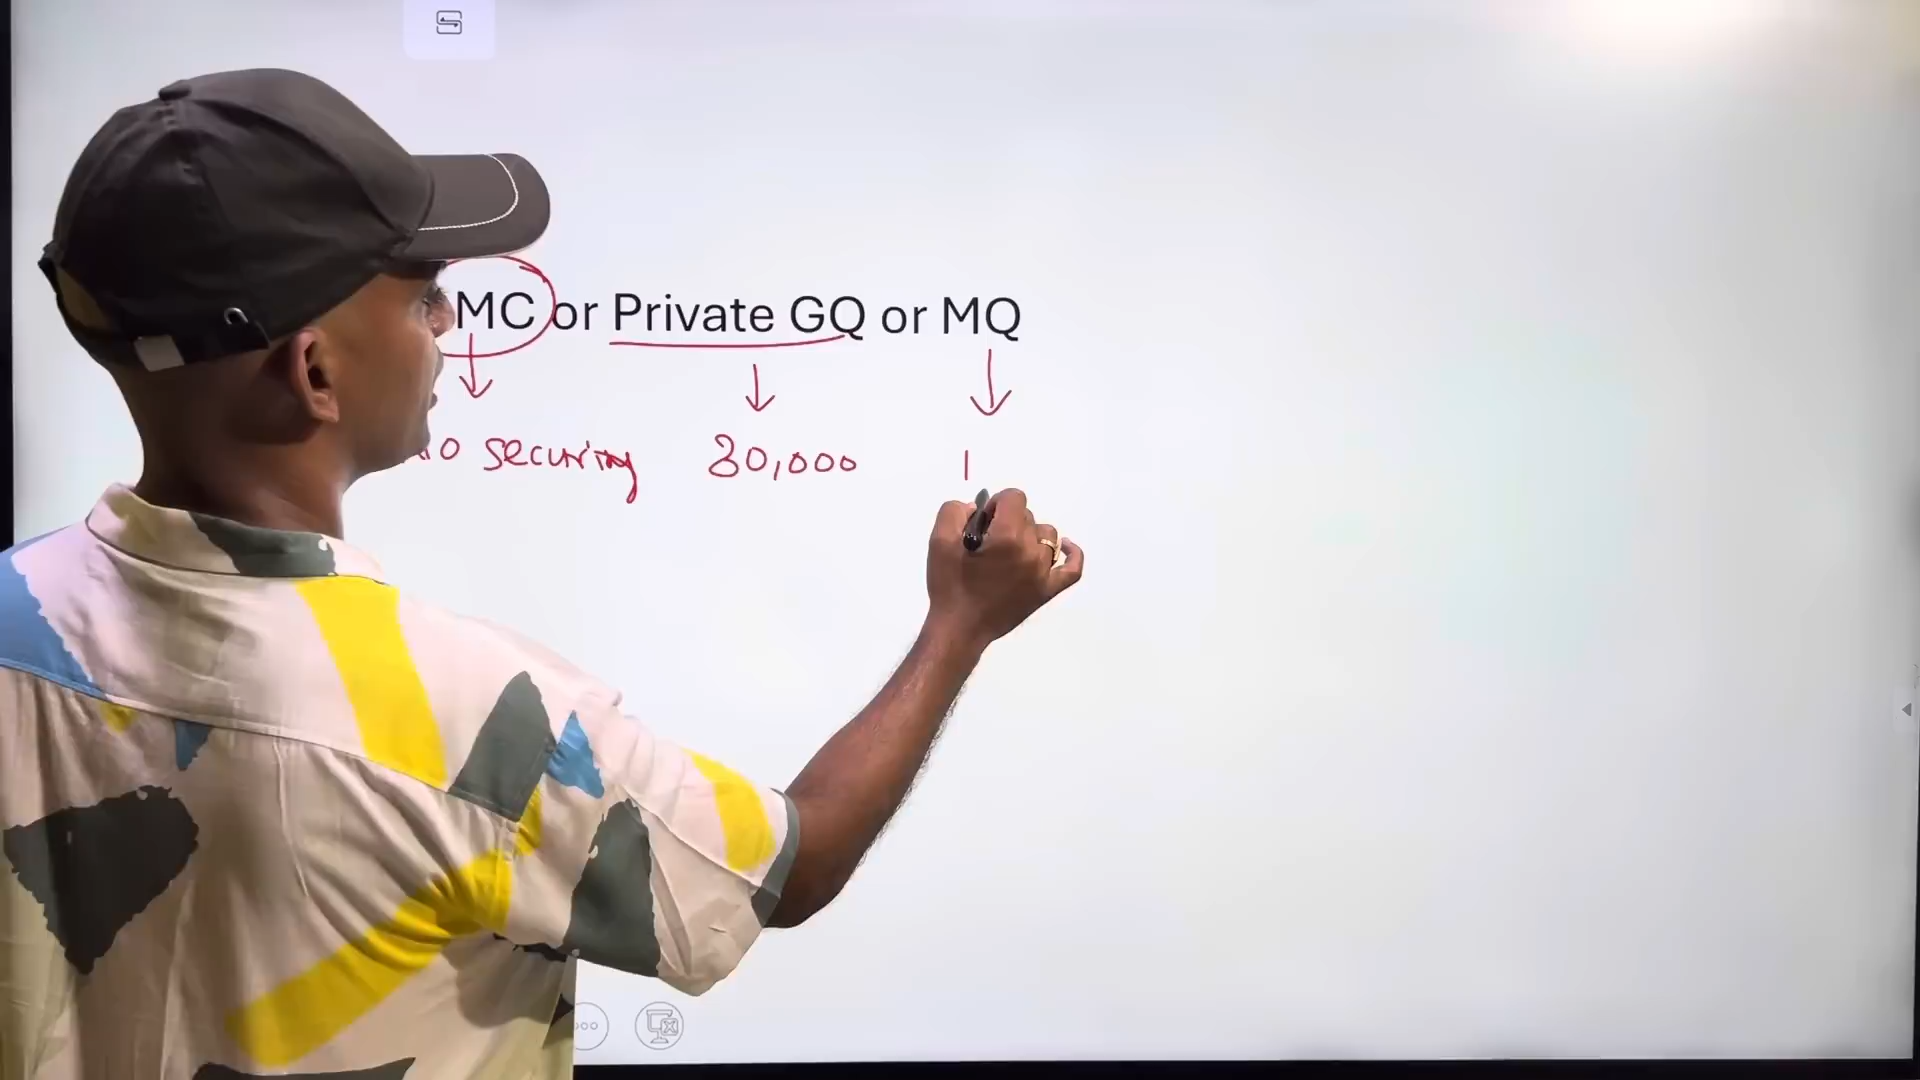 MC or Private GQ or MQ
security 30,000 1